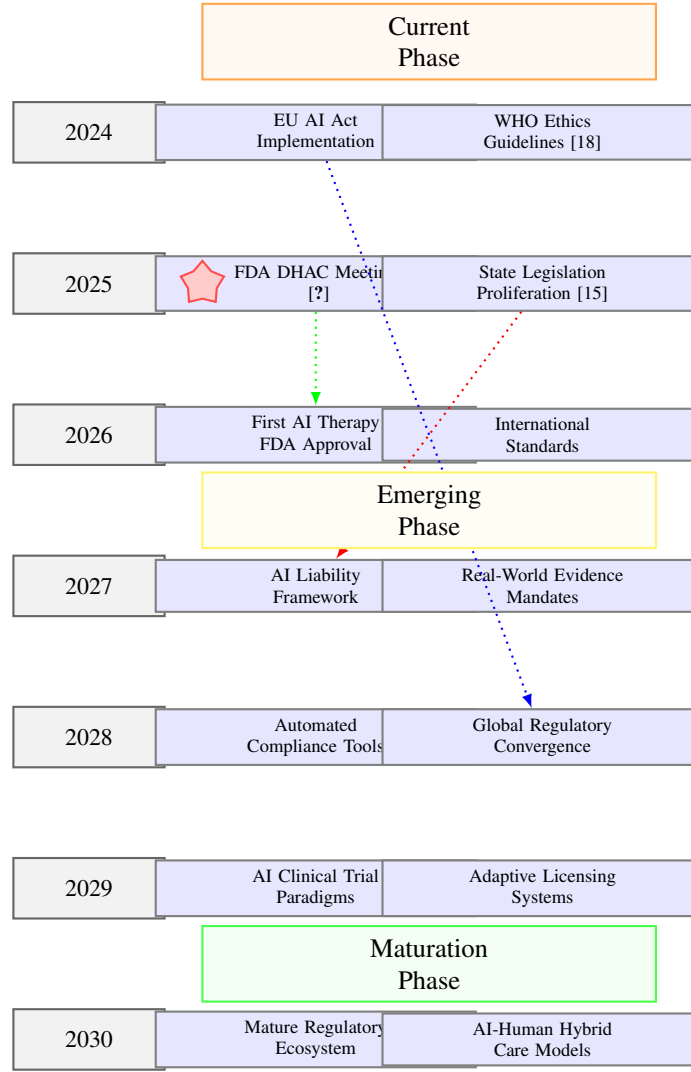 Current
Phase
2024
EU AI Act
Implementation
WHO Ethics
Guidelines [18]
2025
FDA DHAC Meetin
[?]
State Legislation
Proliferation [15]
2026
First AI Therapy
FDA Approval
International
Standards
Emerging
Phase
2027
AI Liability
Framework
Real-World Evidence
Mandates
2028
Automated
Compliance Tools
Global Regulatory
Convergence
2029
AI Clinical Trial
Paradigms
Adaptive Licensing
Systems
Maturation
Phase
2030
Mature Regulatory
Ecosystem
AI-Human Hybrid
Care Models